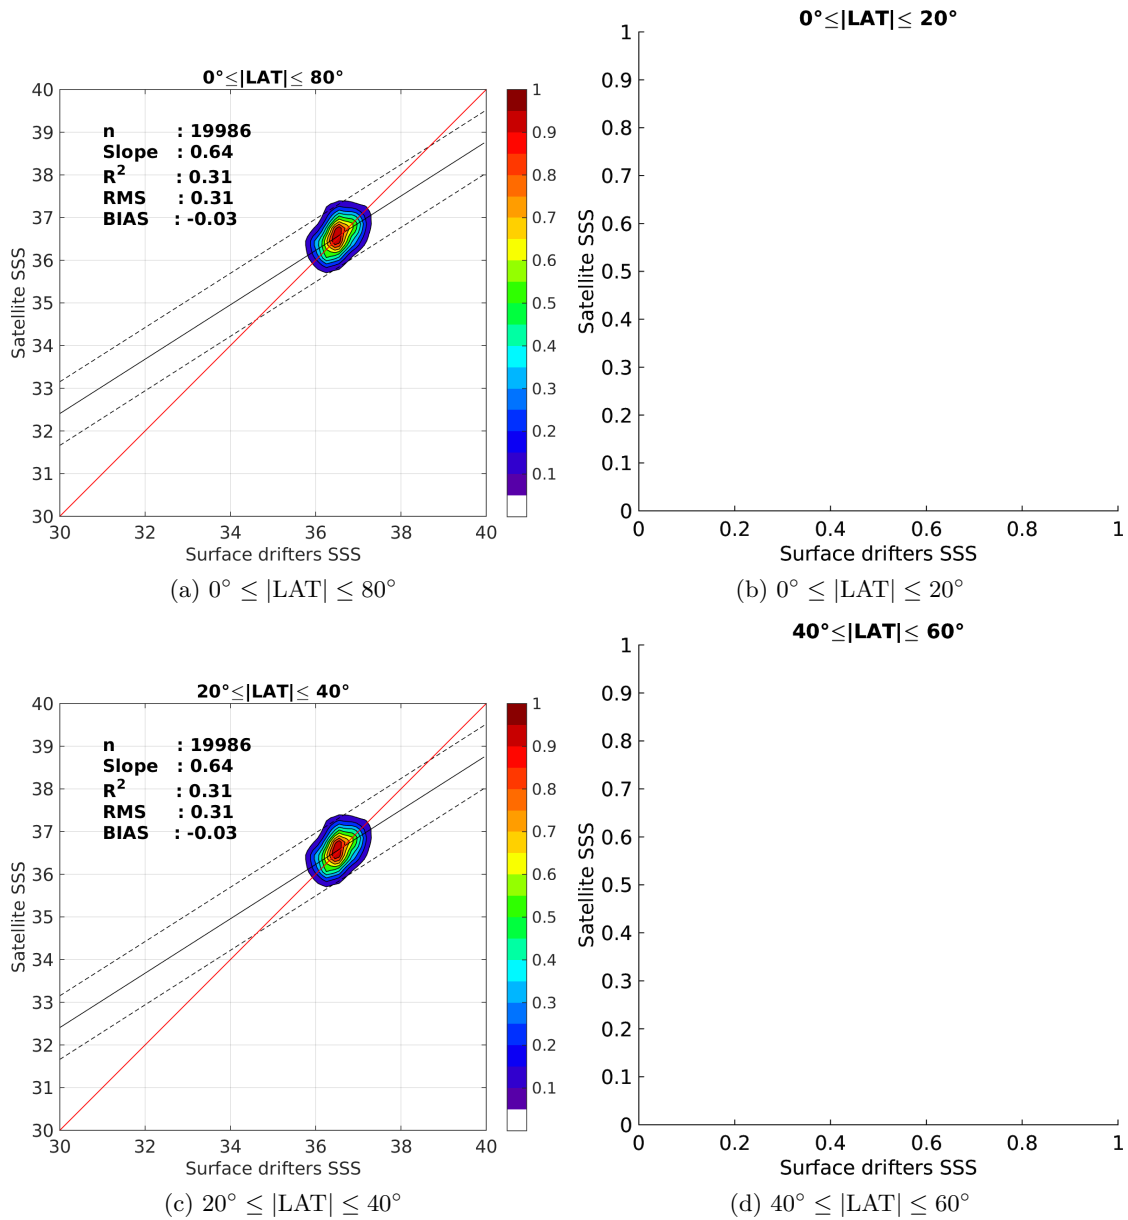 0°≤|LAT|≤ 80°
40
39
38
37
36
35
34
33
32
31
30
Satellite SSS
n : 19986
Slope : 0.64
R² : 0.31
RMS : 0.31
BIAS : -0.03
30 32 34 36 38 40
Surface drifters SSS
1
0.9
0.8
0.7
0.6
0.5
0.4
0.3
0.2
0.1
(a) 0° ≤ |LAT| ≤ 80°
0°≤|LAT|≤ 20°
1
0.9
0.8
0.7
0.6
0.5
0.4
0.3
0.2
0.1
0
Satellite SSS
0 0.2 0.4 0.6 0.8 1
Surface drifters SSS
(b) 0° ≤ |LAT| ≤ 20°
20°≤|LAT|≤ 40°
40
39
38
37
36
35
34
33
32
31
30
Satellite SSS
n : 19986
Slope : 0.64
R² : 0.31
RMS : 0.31
BIAS : -0.03
30 32 34 36 38 40
Surface drifters SSS
1
0.9
0.8
0.7
0.6
0.5
0.4
0.3
0.2
0.1
(c) 20° ≤ |LAT| ≤ 40°
40°≤|LAT|≤ 60°
1
0.9
0.8
0.7
0.6
0.5
0.4
0.3
0.2
0.1
0
Satellite SSS
0 0.2 0.4 0.6 0.8 1
Surface drifters SSS
(d) 40° ≤ |LAT| ≤ 60°